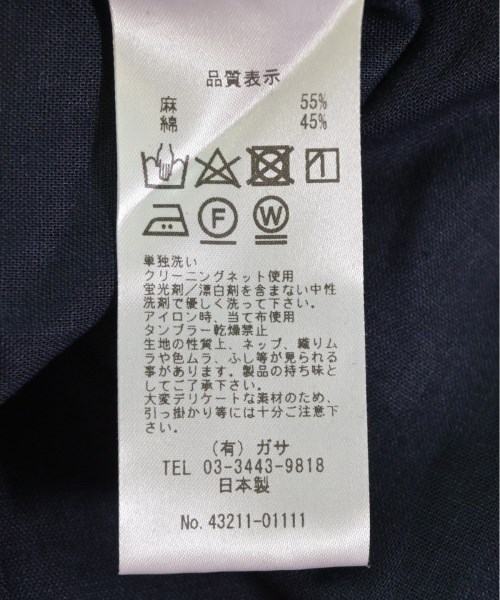 品質表示
麻 55%
綿 45%
F
W
単独洗い
クリーニングネット使用
蛍光剤／漂白剤を含まない中性
洗剤で優しく洗って下さい。
アイロン時、当て布使用
タンブラー乾燥禁止
生地の性質上、ネップ、織りム
ラや色ムラ、ふし等が見られる
事があります。製品の持ち味と
してご了承下さい。
大変デリケートな素材のため、
引っ掛かり等には十分ご注意下
さい。
（有）ガサ
TEL 03-3443-9818
日本製
No. 43211-01111